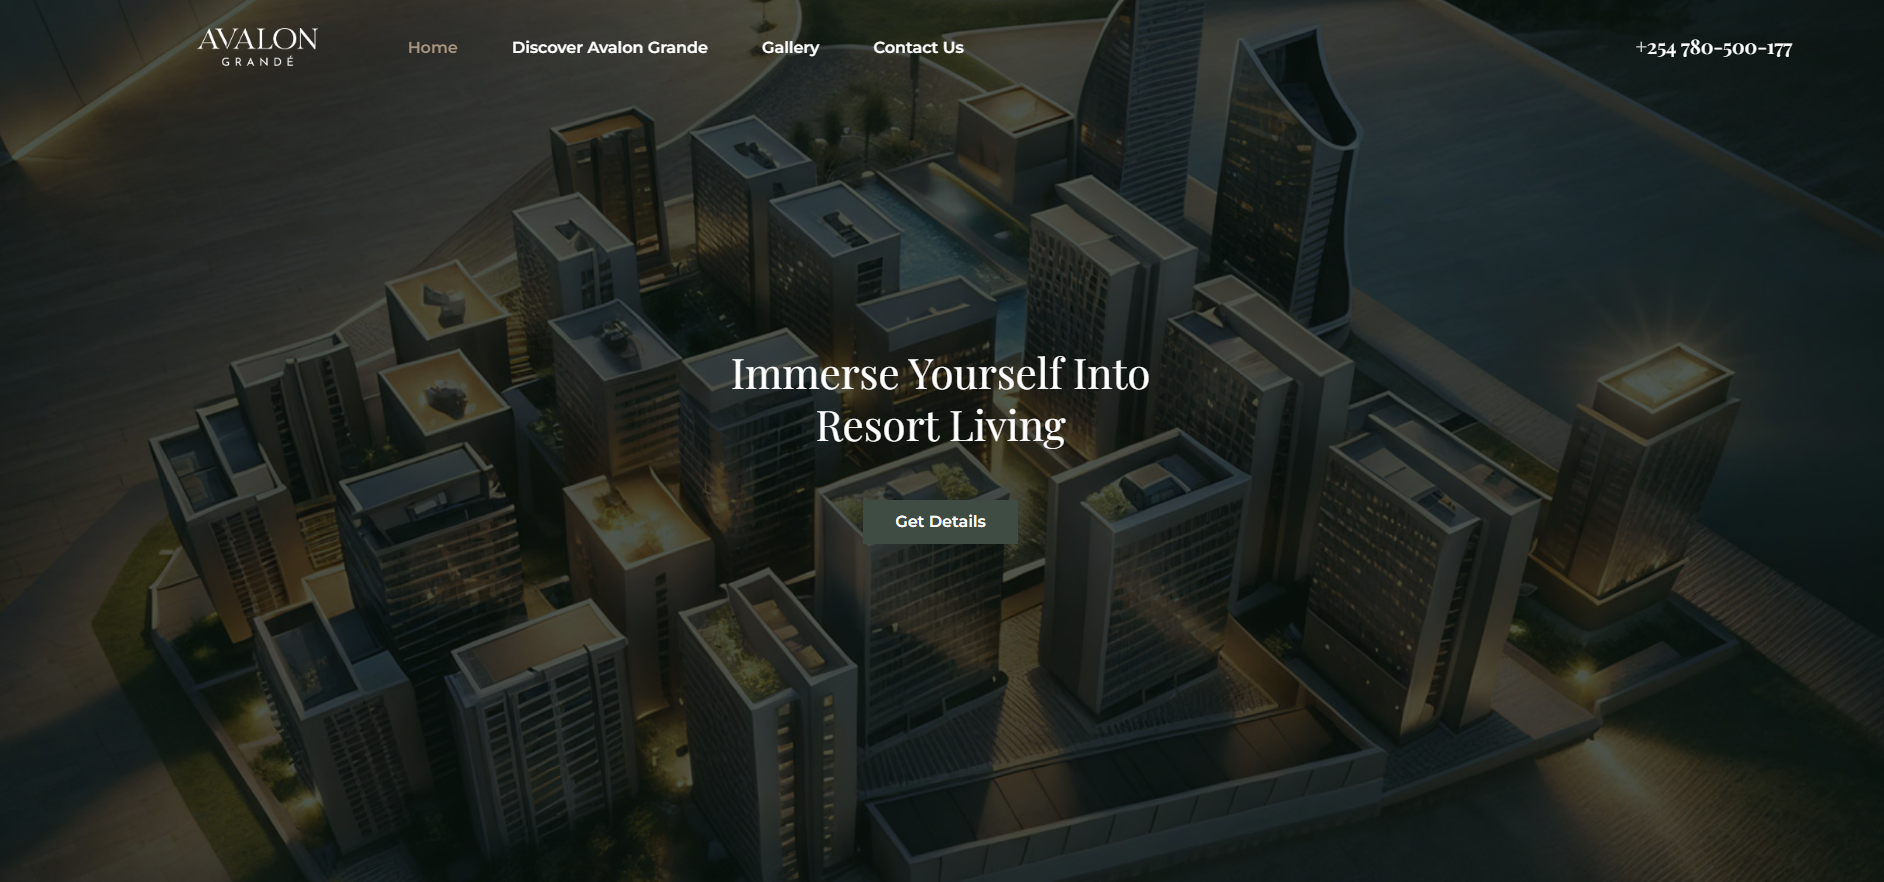 AVALON
GRANDÉ
Home
Discover Avalon Grande
Gallery
Contact Us
+254 780-500-177
Immerse Yourself Into
Resort Living
Get Details